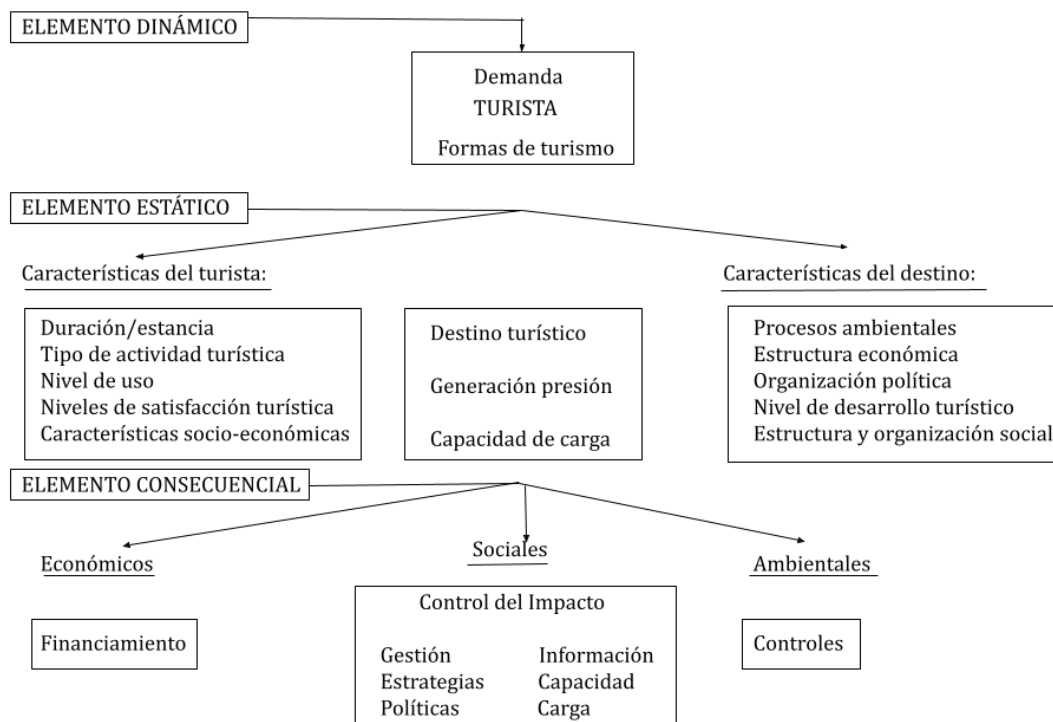 ELEMENTO DINÁMICO
Demanda
TURISTA
Formas de turismo
ELEMENTO ESTÁTICO
Características del turista:
Duración/estancia
Tipo de actividad turística
Nivel de uso
Niveles de satisfacción turística
Características socio-económicas
Destino turístico
Generación presión
Capacidad de carga
Características del destino:
Procesos ambientales
Estructura económica
Organización política
Nivel de desarrollo turístico
Estructura y organización social
ELEMENTO CONSECUENCIAL
Económicos
Financiamiento
Sociales
Control del Impacto
Gestión Información
Estrategias Capacidad
Políticas Carga
Ambientales
Controles